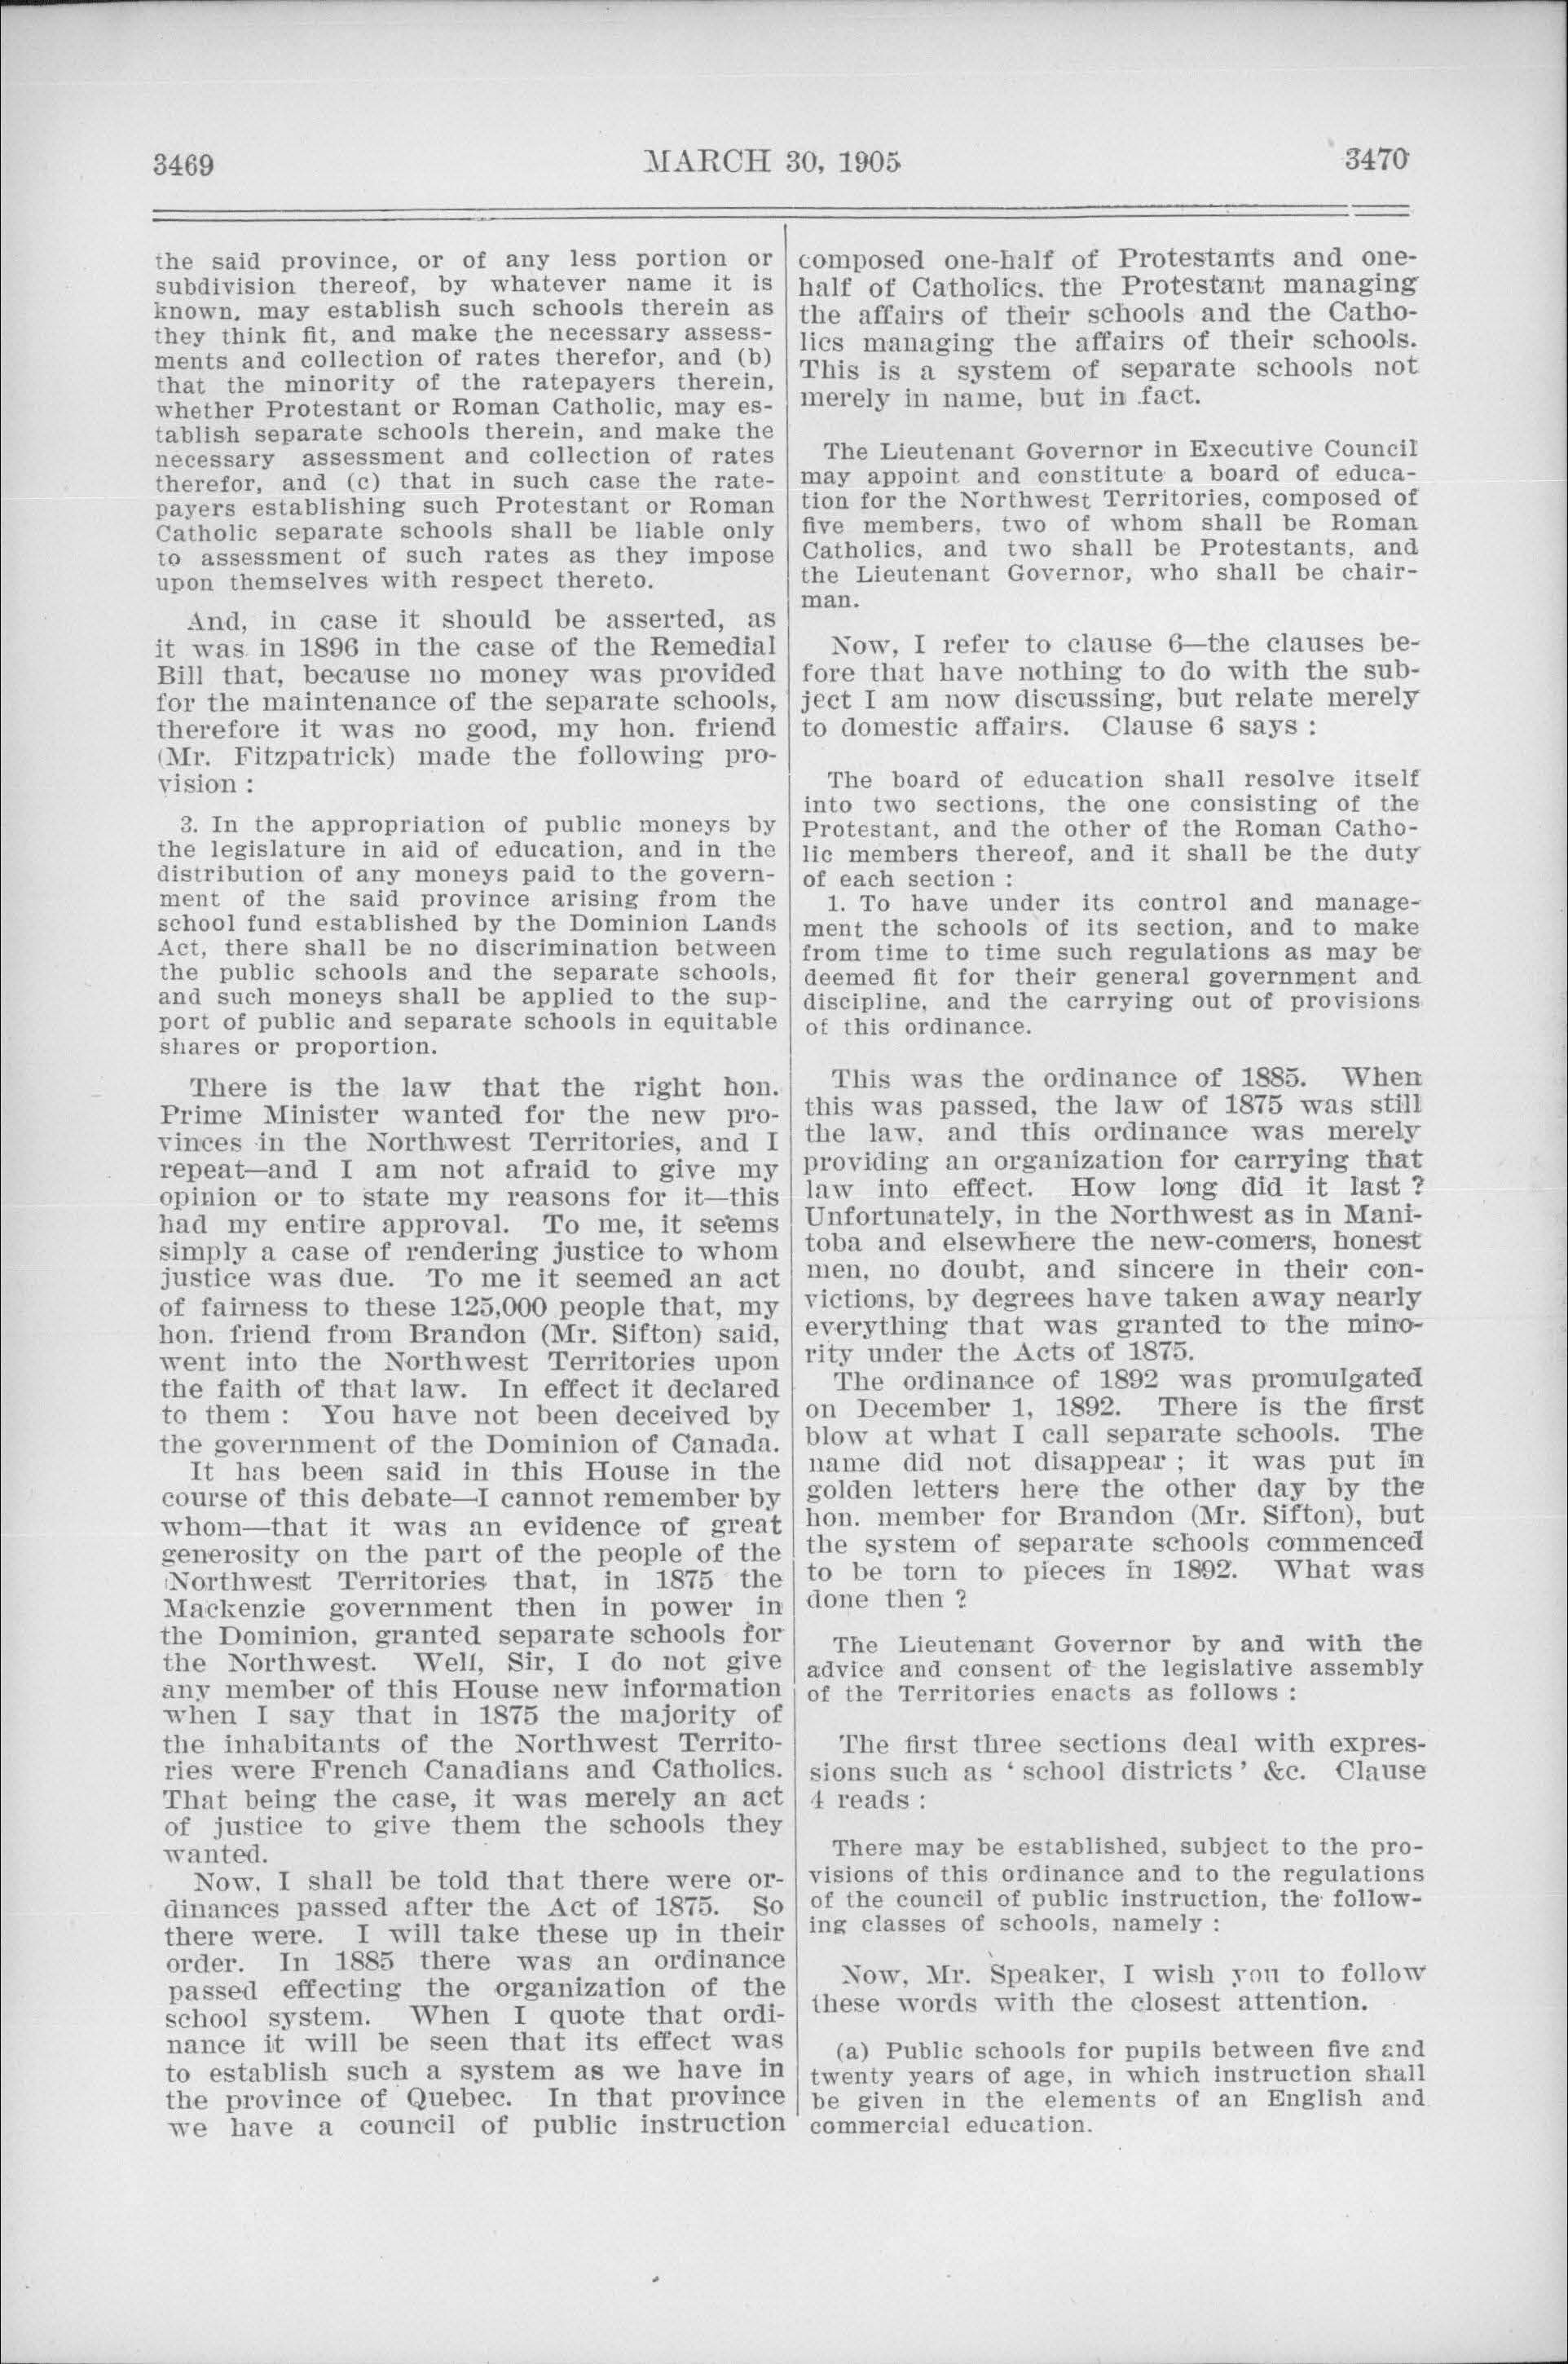 3469
MARCH 30, 1905
3470
the said province, or of any less portion or
subdivision thereof, by whatever name it is
known, may establish such schools therein as
they think fit, and make the necessary assess-
ments and collection of rates therefor, and (b)
that the minority of the ratepayers therein,
whether Protestant or Roman Catholic, may es-
tablish separate schools therein, and make the
necessary assessment and collection of rates
therefor, and (c) that in such case the rate-
payers establishing such Protestant or Roman
Catholic separate schools shall be liable only
to assessment of such rates as they impose
upon themselves with respect thereto.
And, in case it should be asserted, as
it was in 1896 in the case of the Remedial
Bill that, because no money was provided
for the maintenance of the separate schools,
therefore it was no good, my hon. friend
(Mr. Fitzpatrick) made the following pro-
vision :
3. In the appropriation of public moneys by
the legislature in aid of education, and in the
distribution of any moneys paid to the govern-
ment of the said province arising from the
school fund established by the Dominion Lands
Act, there shall be no discrimination between
the public schools and the separate schools,
and such moneys shall be applied to the sup-
port of public and separate schools in equitable
shares or proportion.
There is the law that the right hon.
Prime Minister wanted for the new pro-
vinces in the Northwest Territories, and I
repeat—and I am not afraid to give my
opinion or to state my reasons for it—this
had my entire approval. To me, it seems
simply a case of rendering justice to whom
justice was due. To me it seemed an act
of fairness to these 125,000 people that, my
hon. friend from Brandon (Mr. Sifton) said,
went into the Northwest Territories upon
the faith of that law. In effect it declared
to them : You have not been deceived by
the government of the Dominion of Canada.
It has been said in this House in the
course of this debate—I cannot remember by
whom—that it was an evidence of great
generosity on the part of the people of the
Northwest Territories that, in 1875 the
Mackenzie government then in power in
the Dominion, granted separate schools for
the Northwest. Well, Sir, I do not give
any member of this House new information
when I say that in 1875 the majority of
the inhabitants of the Northwest Territo-
ries were French Canadians and Catholics.
That being the case, it was merely an act
of justice to give them the schools they
wanted.
Now, I shall be told that there were or-
dinances passed after the Act of 1875. So
there were. I will take these up in their
order. In 1885 there was an ordinance
passed effecting the organization of the
school system. When I quote that ordi-
nance it will be seen that its effect was
to establish such a system as we have in
the province of Quebec. In that province
we have a council of public instruction
composed one-half of Protestants and one-
half of Catholics, the Protestant managing
the affairs of their schools and the Catho-
lics managing the affairs of their schools.
This is a system of separate schools not
merely in name, but in fact.
The Lieutenant Governor in Executive Council
may appoint and constitute a board of educa-
tion for the Northwest Territories, composed of
five members, two of whom shall be Roman
Catholics, and two shall be Protestants, and
the Lieutenant Governor, who shall be chair-
man.
Now, I refer to clause 6—the clauses be-
fore that have nothing to do with the sub-
ject I am now discussing, but relate merely
to domestic affairs. Clause 6 says :
The board of education shall resolve itself
into two sections, the one consisting of the
Protestant, and the other of the Roman Catho-
lic members thereof, and it shall be the duty
of each section :
1. To have under its control and manage-
ment the schools of its section, and to make
from time to time such regulations as may be
deemed fit for their general government and
discipline, and the carrying out of provisions
of this ordinance.
This was the ordinance of 1885. When
this was passed, the law of 1875 was still
the law, and this ordinance was merely
providing an organization for carrying that
law into effect. How long did it last ?
Unfortunately, in the Northwest as in Mani-
toba and elsewhere the new-comers, honest
men, no doubt, and sincere in their con-
victions, by degrees have taken away nearly
everything that was granted to the mino-
rity under the Acts of 1875.
The ordinance of 1892 was promulgated
on December 1, 1892. There is the first
blow at what I call separate schools. The
name did not disappear ; it was put in
golden letters here the other day by the
hon. member for Brandon (Mr. Sifton), but
the system of separate schools commenced
to be torn to pieces in 1892. What was
done then ?
The Lieutenant Governor by and with the
advice and consent of the legislative assembly
of the Territories enacts as follows :
The first three sections deal with expres-
sions such as ‘ school districts ’ &c. Clause
4 reads :
There may be established, subject to the pro-
visions of this ordinance and to the regulations
of the council of public instruction, the follow-
ing classes of schools, namely :
Now, Mr. Speaker, I wish you to follow
these words with the closest attention.
(a) Public schools for pupils between five and
twenty years of age, in which instruction shall
be given in the elements of an English and
commercial education.